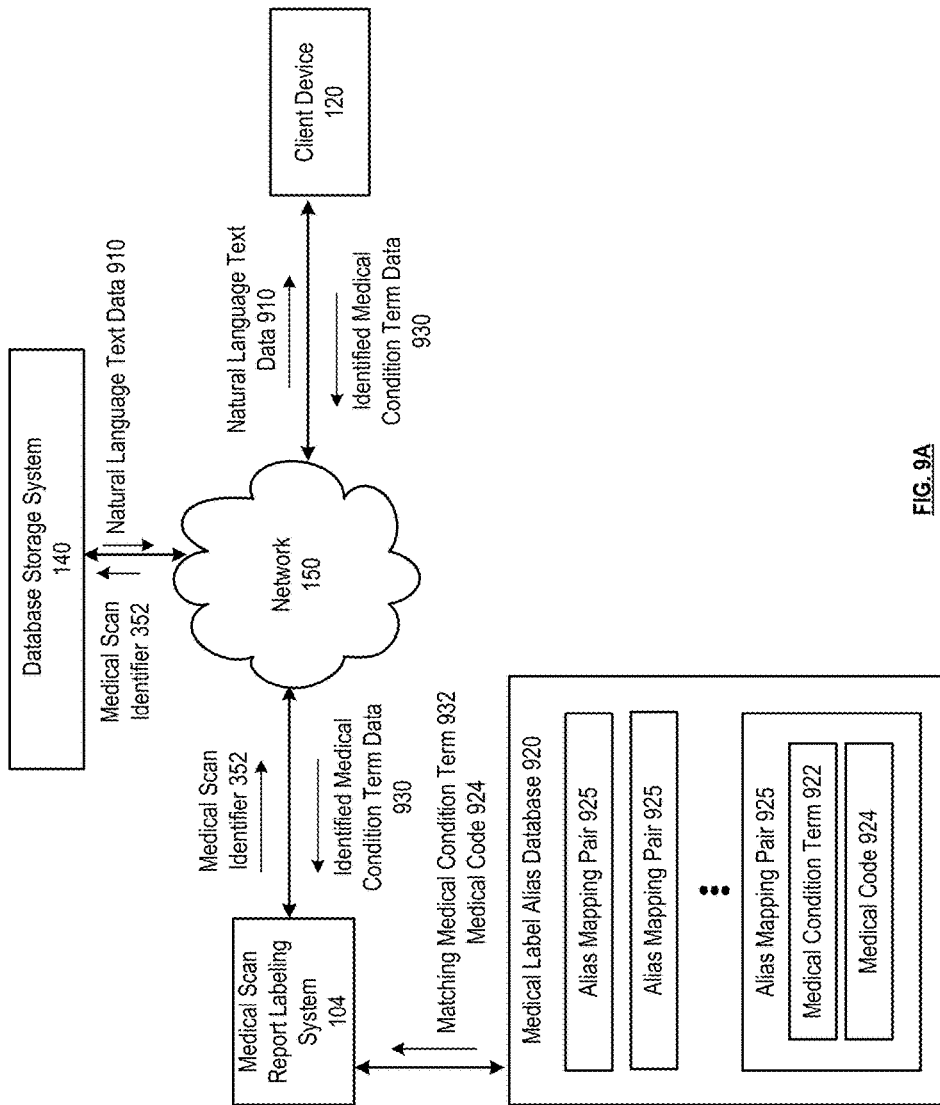 Database Storage System
140
Medical Scan
Identifier 352
Natural Language Text Data 910
Medical Scan
Report Labeling
System
104
Medical Scan
Identifier 352
Identified Medical
Condition Term Data
930
Network
150
Natural Language Text
Data 910
Identified Medical
Condition Term Data
930
Client Device
120
Matching Medical Condition Term 932
Medical Code 924
Medical Label Alias Database 920
Alias Mapping Pair 925
Alias Mapping Pair 925
Alias Mapping Pair 925
Medical Condition Term 922
Medical Code 924
FIG. 9A